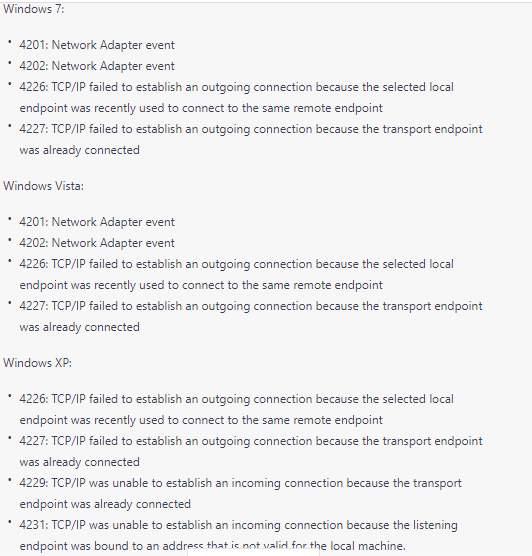 Windows 7:
• 4201: Network Adapter event
• 4202: Network Adapter event
• 4226: TCP/IP failed to establish an outgoing connection because the selected local
endpoint was recently used to connect to the same remote endpoint
• 4227: TCP/IP failed to establish an outgoing connection because the transport endpoint
was already connected
Windows Vista:
• 4201: Network Adapter event
• 4202: Network Adapter event
• 4226: TCP/IP failed to establish an outgoing connection because the selected local
endpoint was recently used to connect to the same remote endpoint
• 4227: TCP/IP failed to establish an outgoing connection because the transport endpoint
was already connected
Windows XP:
• 4226: TCP/IP failed to establish an outgoing connection because the selected local
endpoint was recently used to connect to the same remote endpoint
• 4227: TCP/IP failed to establish an outgoing connection because the transport endpoint
was already connected
• 4229: TCP/IP was unable to establish an incoming connection because the transport
endpoint was already connected
• 4231: TCP/IP was unable to establish an incoming connection because the listening
endpoint was bound to an address that is not valid for the local machine.